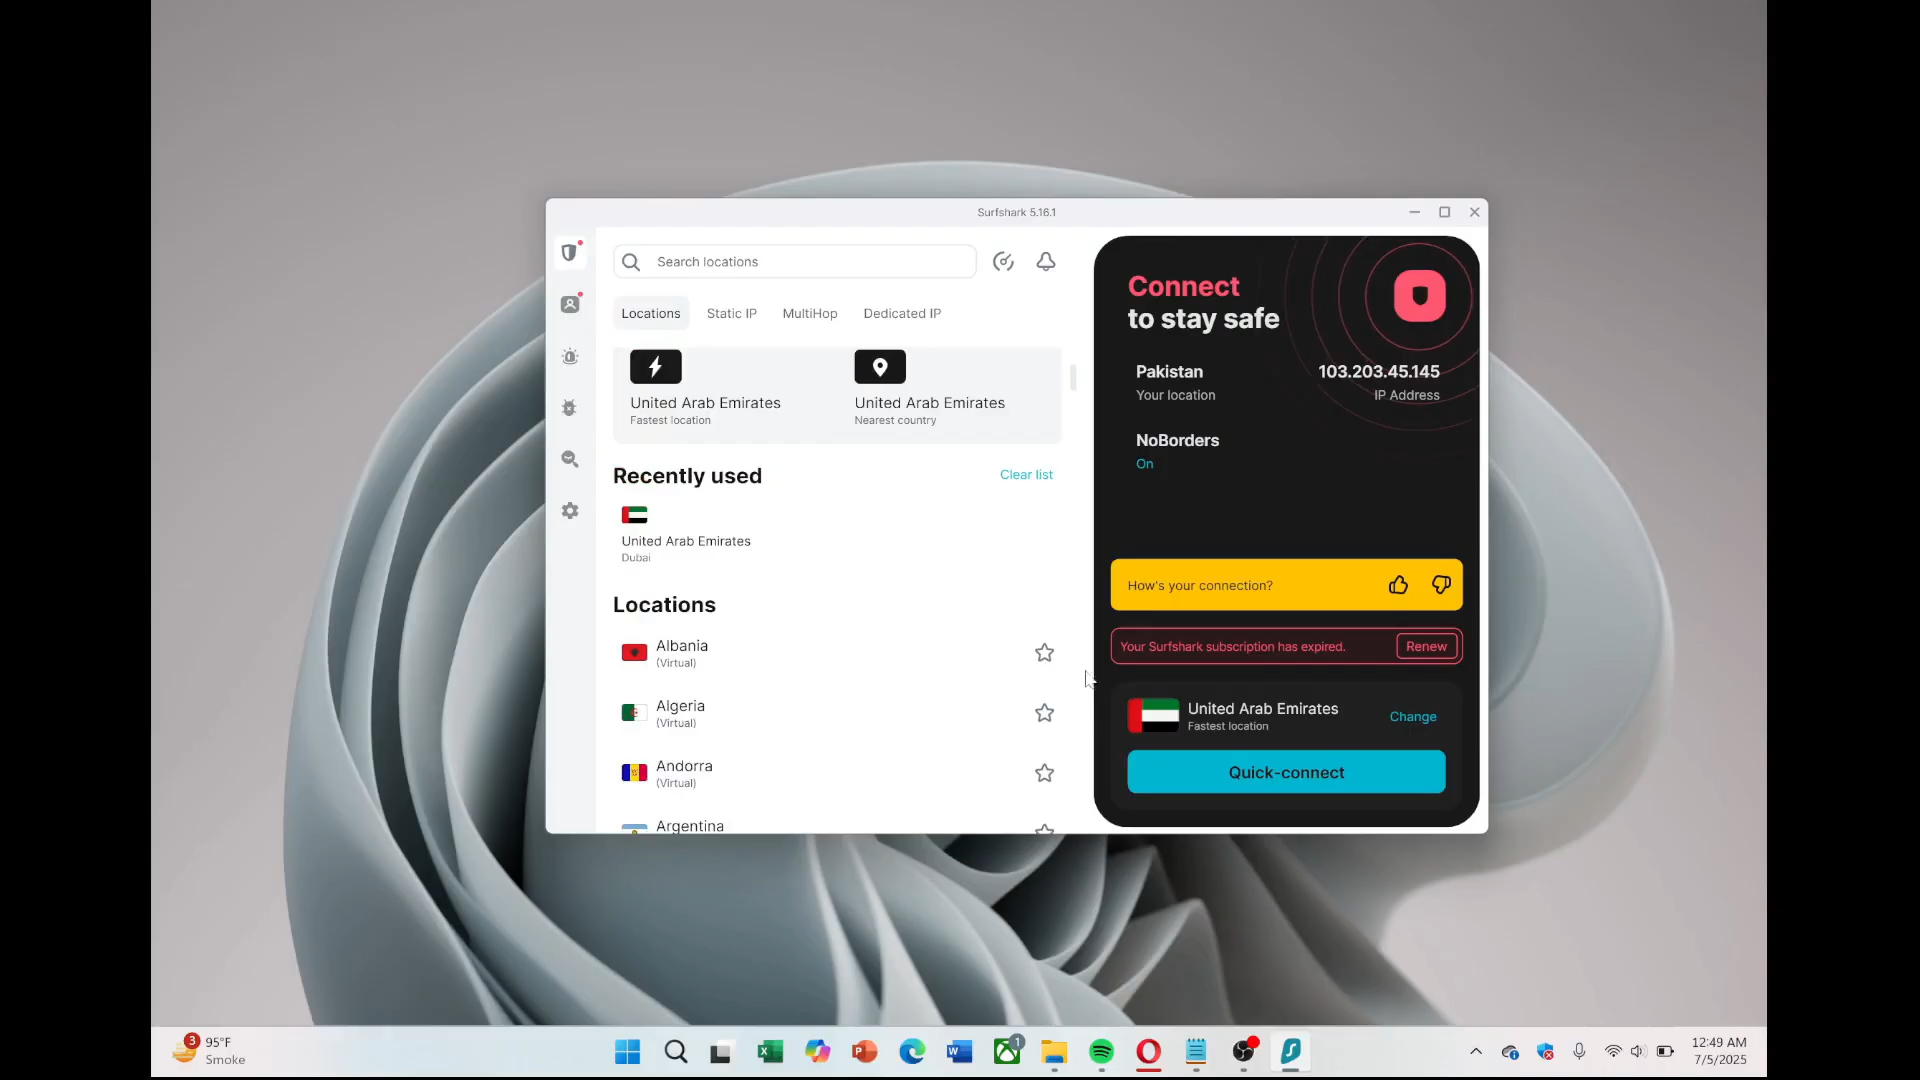 Surfshark 5.16.1
Search locations
Locations
Static IP
MultiHop
Dedicated IP
United Arab Emirates
Fastest location
United Arab Emirates
Nearest country
Recently used
Clear list
United Arab Emirates
Dubai
Locations
Albania
(Virtual)
Algeria
(Virtual)
Andorra
(Virtual)
Argentina
Connect
to stay safe
Pakistan
Your location
103.203.45.145
IP Address
NoBorders
On
How's your connection?
Your Surfshark subscription has expired.
Renew
United Arab Emirates
Fastest location
Change
Quick-connect
3
95°F
Smoke
1
12:49 AM
7/5/2025